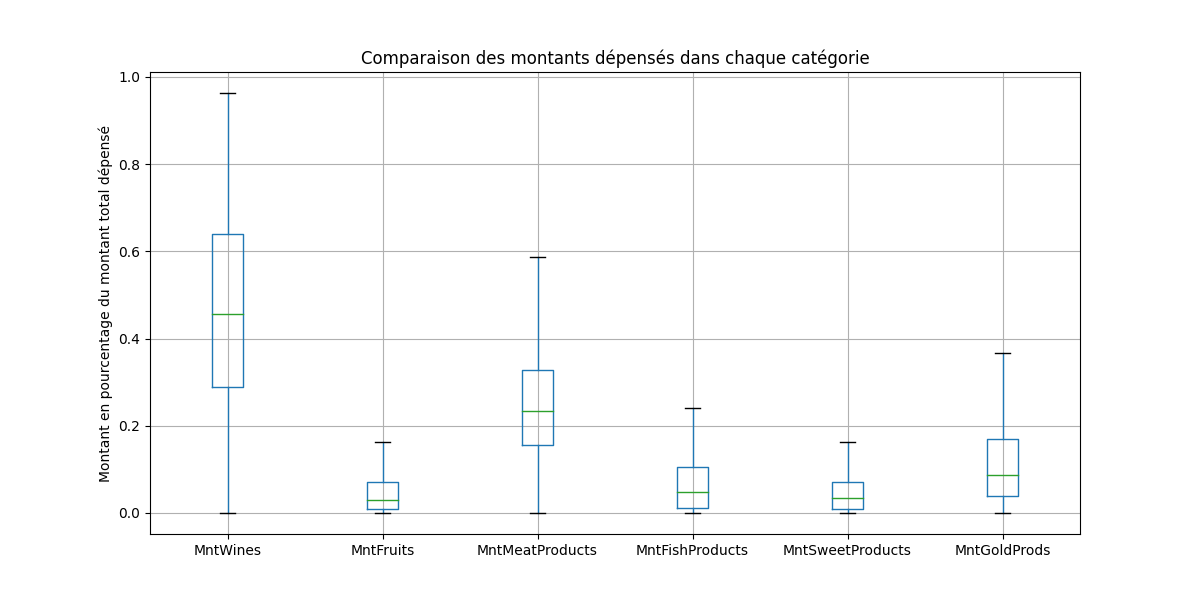 Comparaison des montants dépensés dans chaque catégorie
Montant en pourcentage du montant total dépensé
1.0
0.8
0.6
0.4
0.2
0.0
MntWines MntFruits MntMeatProducts MntFishProducts MntSweetProducts MntGoldProds